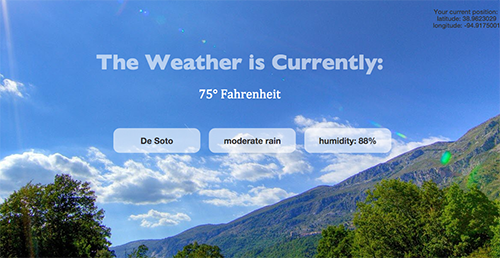 Your current position:
latitude: 38.9623029
longitude: -94.9175001
The Weather is Currently:
75° Fahrenheit
De Soto
moderate rain
humidity: 88%